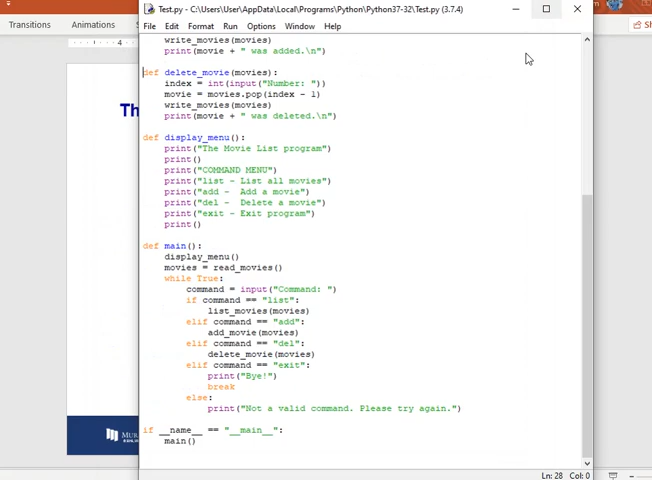 Test.py - C:\Users\User\AppData\Local\Programs\Python\Python37-32\Test.py (3.7.4)
File Edit Format Run Options Window Help
Transitions Animations
Sha
4
Th
write_movies(movies)
print(movie + " was added.\n")
def delete_movie(movies):
index = int(input("Number: "))
movie = movies.pop(index - 1)
write_movies(movies)
print(movie + " was deleted.\n")
def display_menu():
print("The Movie List program")
print()
print("COMMAND MENU")
print("list - List all movies")
print("add -  Add a movie")
print("del -  Delete a movie")
print("exit - Exit program")
print()
def main():
display_menu()
movies = read_movies()
while True:
command = input("Command: ")
if command == "list":
list_movies(movies)
elif command == "add":
add_movie(movies)
elif command == "del":
delete_movie(movies)
elif command == "exit":
print("Bye!")
break
else:
print("Not a valid command. Please try again.")
if __name__ == "__main__":
main()
Mur
Ln: 28 Col: 0